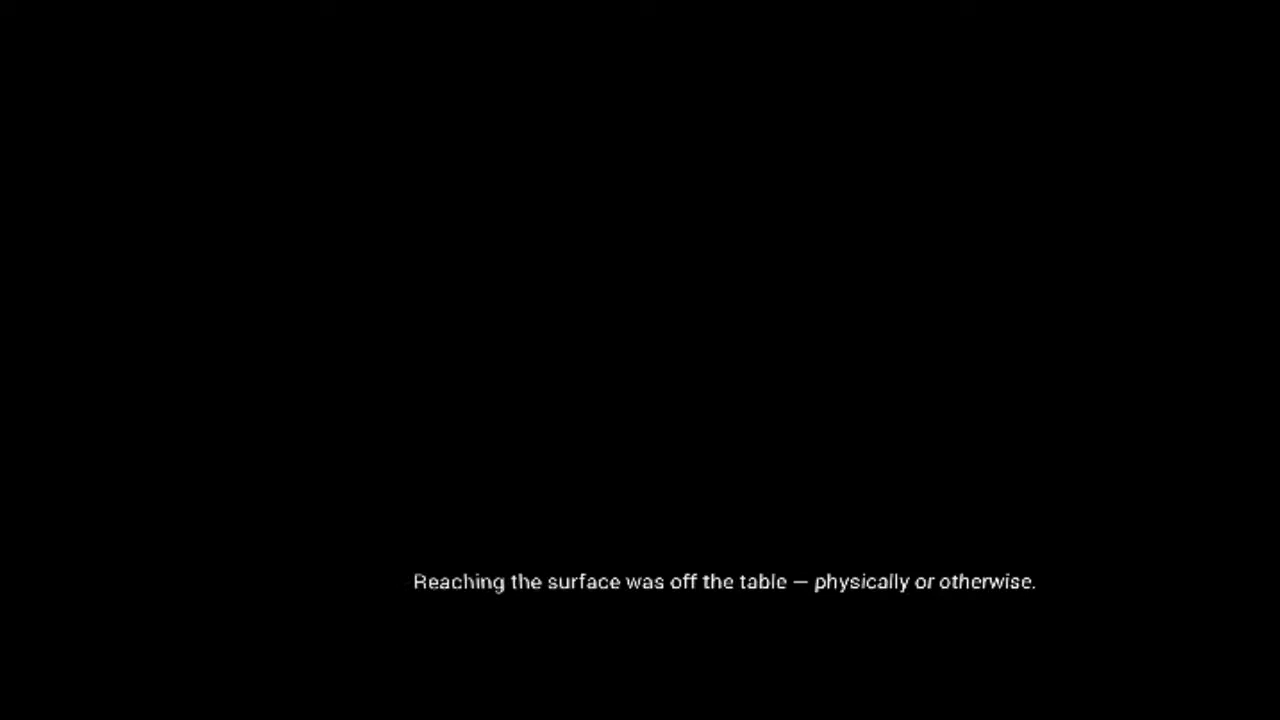 Reaching the surface was off the table — physically or otherwise.